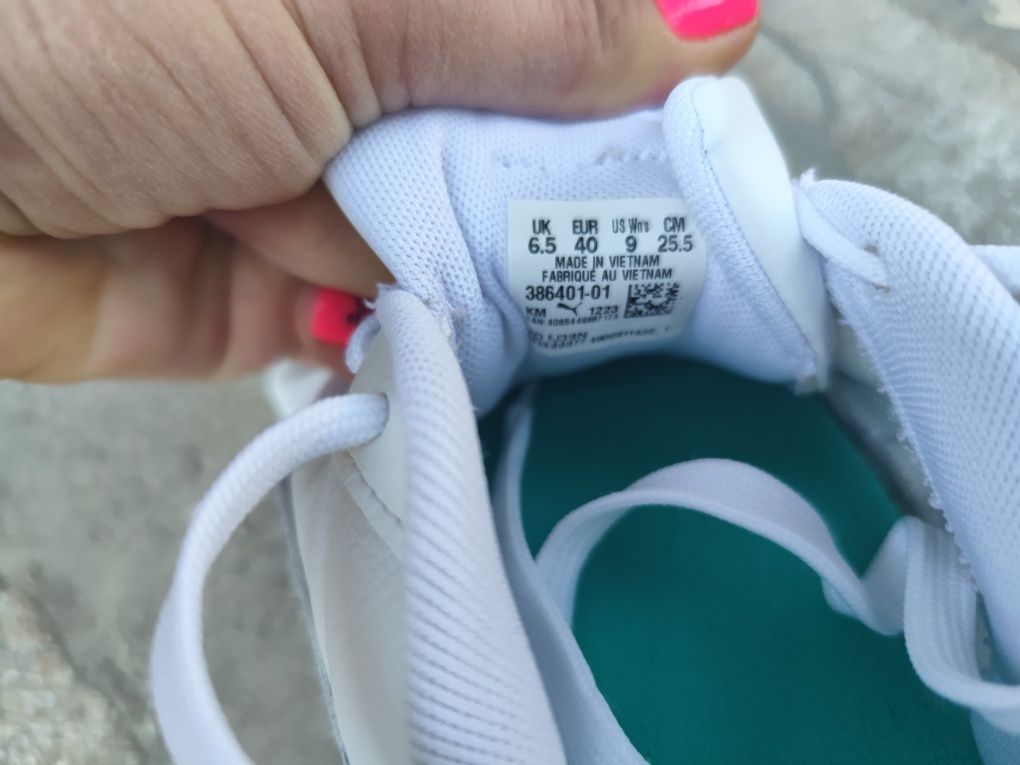 UK EUR US Wn's CM
6.5 40 9 25.5
MADE IN VIETNAM
FABRIQUÉ AU VIETNAM
386401-01
KM 1223